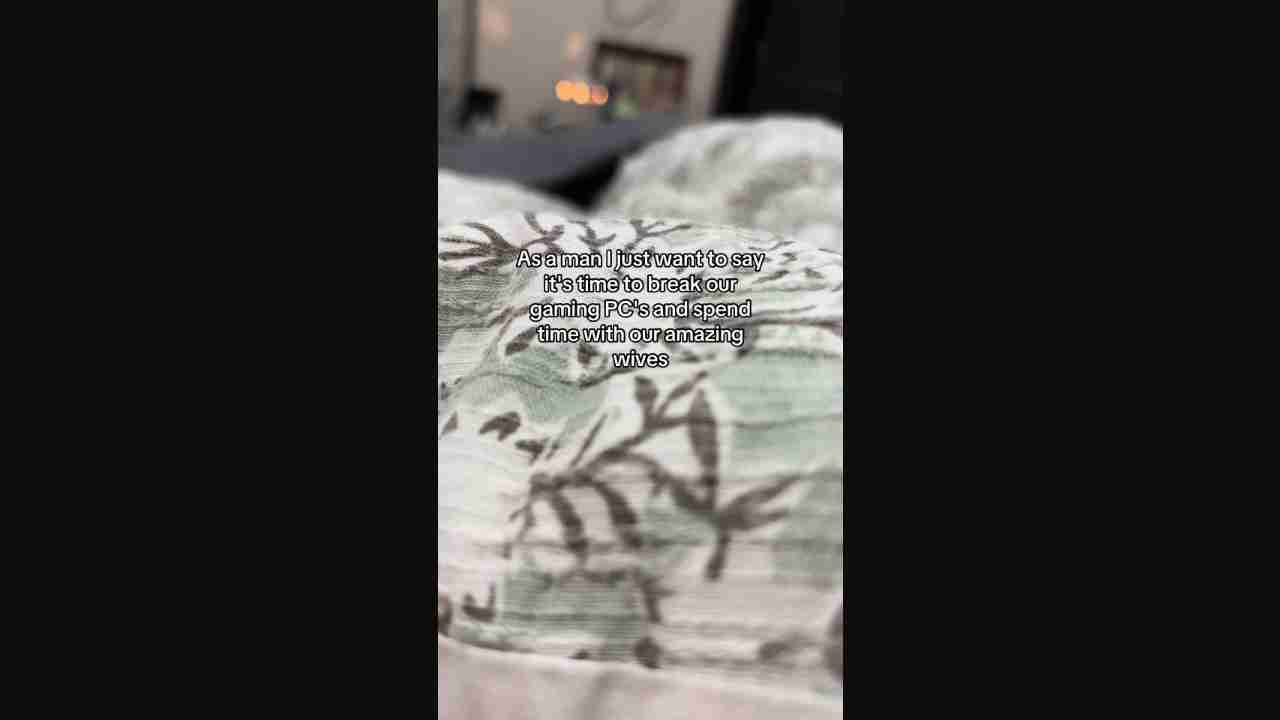 As a man I just want to say
it's time to break our
gaming PC's and spend
time with our amazing
wives